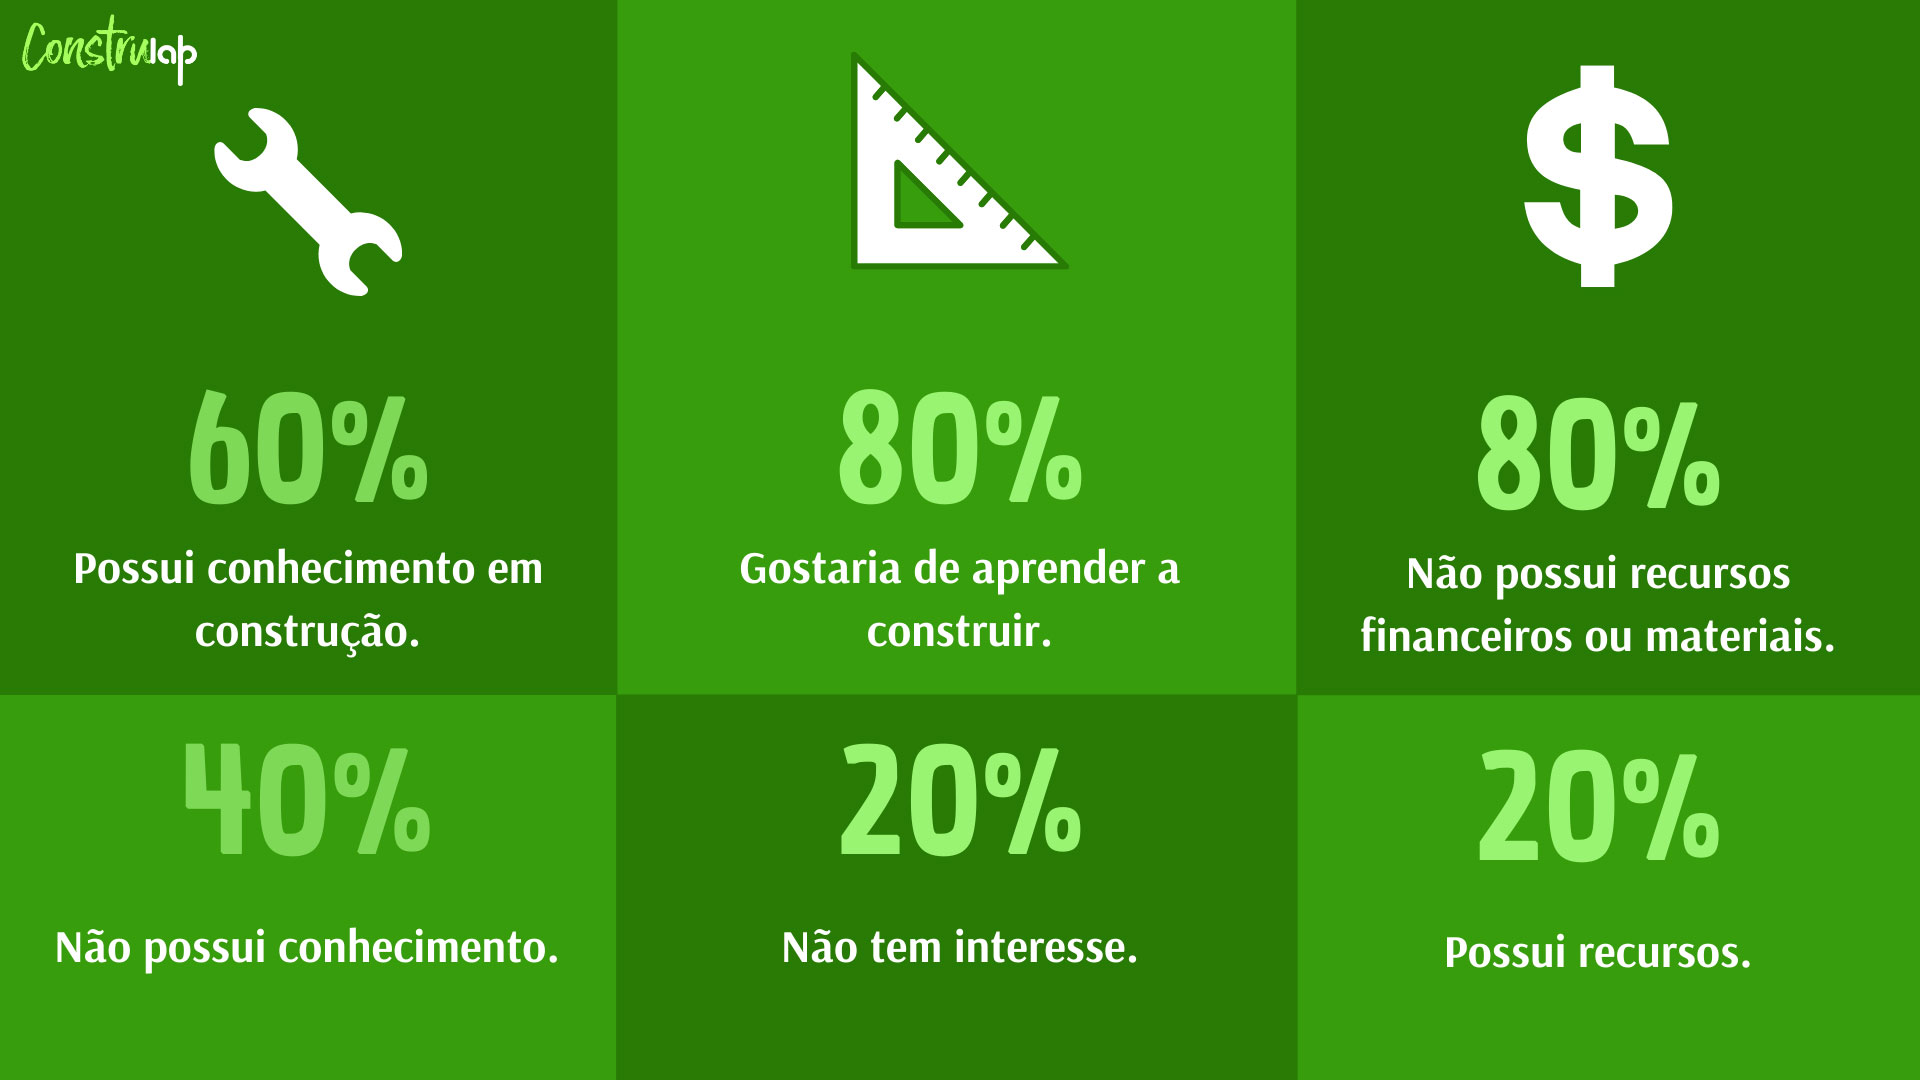 Construlap
$
60%
Possui conhecimento em
construção.
80%
Gostaria de aprender a
construir.
80%
Não possui recursos
financeiros ou materiais.
40%
Não possui conhecimento.
20%
Não tem interesse.
20%
Possui recursos.